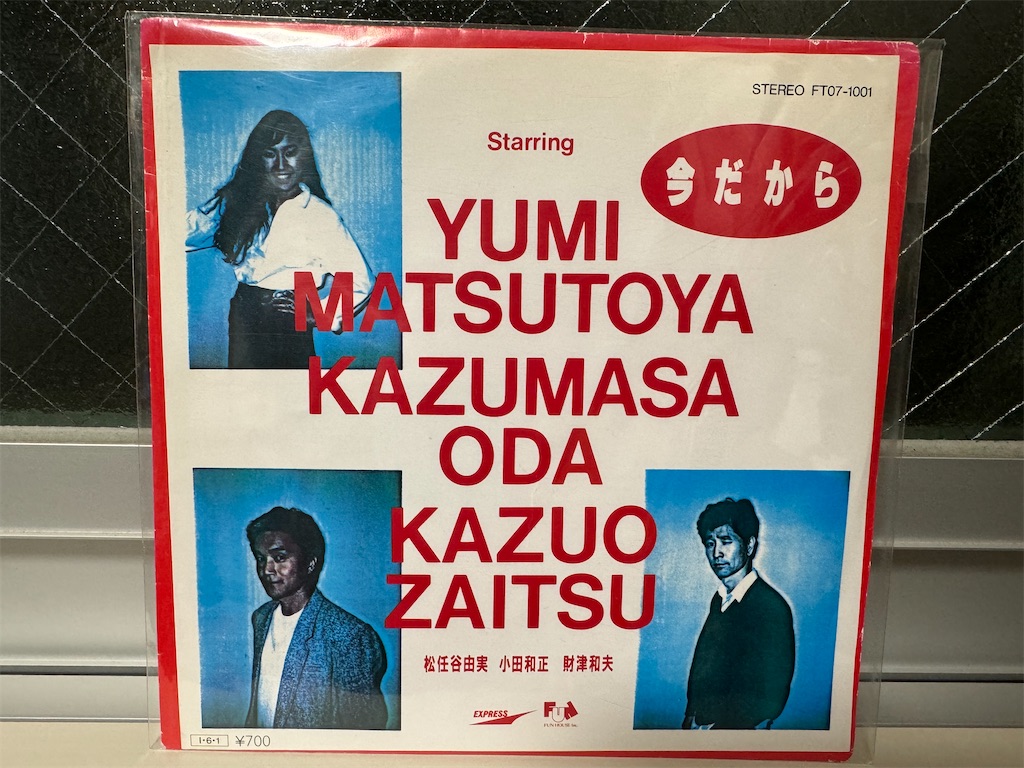 STEREO FT07-1001
Starring
今だから
YUMI
MATSUTOYA
KAZUMASA
ODA
KAZUO
ZAITSU
松任谷由実 小田和正 財津和夫
EXPRESS
FUN
FUN HOUSE Inc.
I・6・1 ¥700